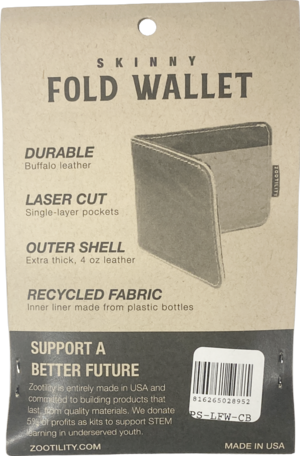 SKINNY
FOLD WALLET
DURABLE
Buffalo leather
LASER CUT
Single-layer pockets
OUTER SHELL
Extra thick, 4 oz leather
RECYCLED FABRIC
Inner liner made from plastic bottles
ZOOTILITY
SUPPORT A
BETTER FUTURE
Zootility is entirely made in USA and
committed to building products that
last, from quality materials. We donate
5% of profits as kits to support STEM
learning in underserved youth.
816265028952
PS-LFW-CB
ZOOTILITY.COM
MADE IN USA